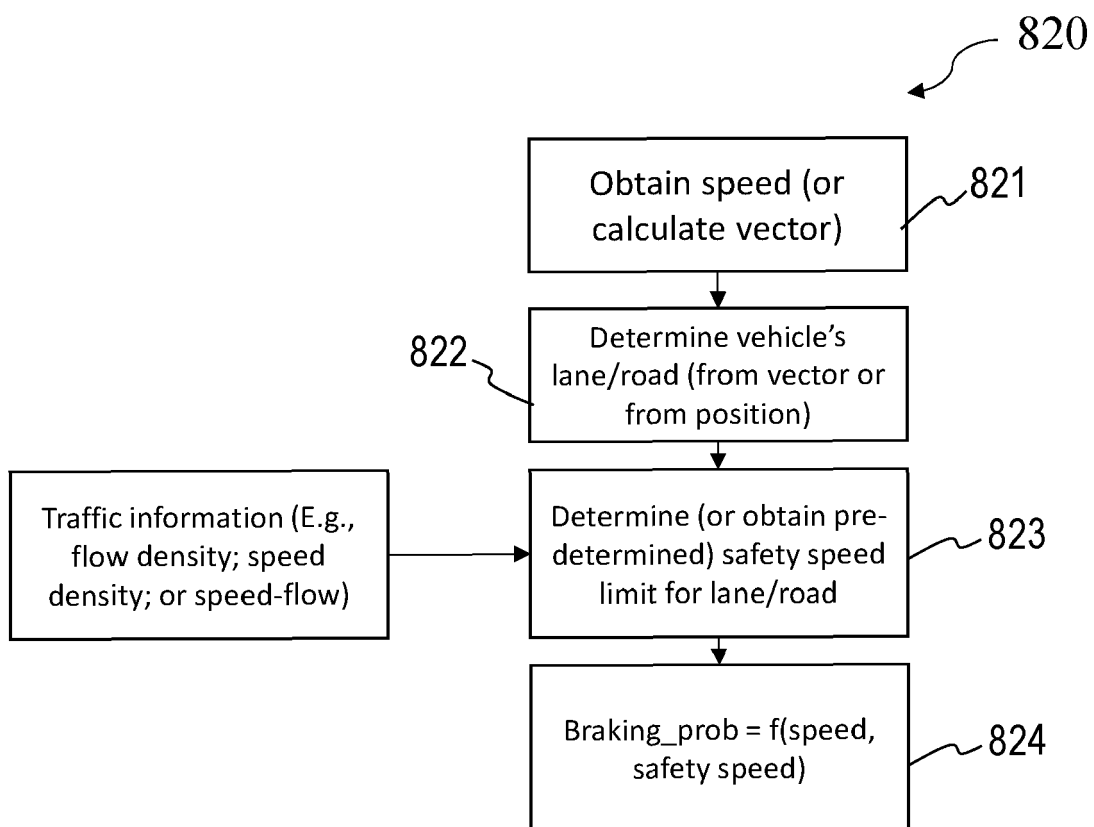 820
Obtain speed (or
calculate vector)
821
822
Determine vehicle’s
lane/road (from vector or
from position)
Traffic information (E.g.,
flow density; speed
density; or speed-flow)
Determine (or obtain pre-
determined) safety speed
limit for lane/road
823
Braking_prob = f(speed,
safety speed)
824